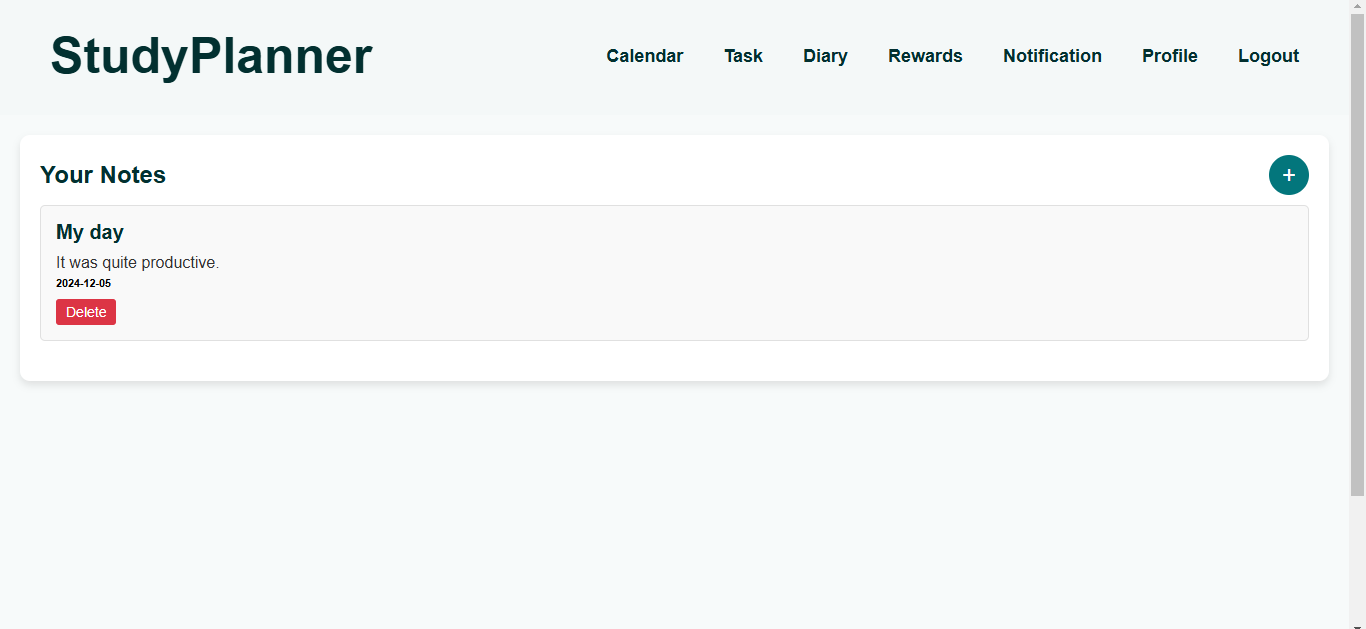 StudyPlanner
Calendar Task Diary Rewards Notification Profile Logout
Your Notes
+
My day
It was quite productive.
2024-12-05
Delete